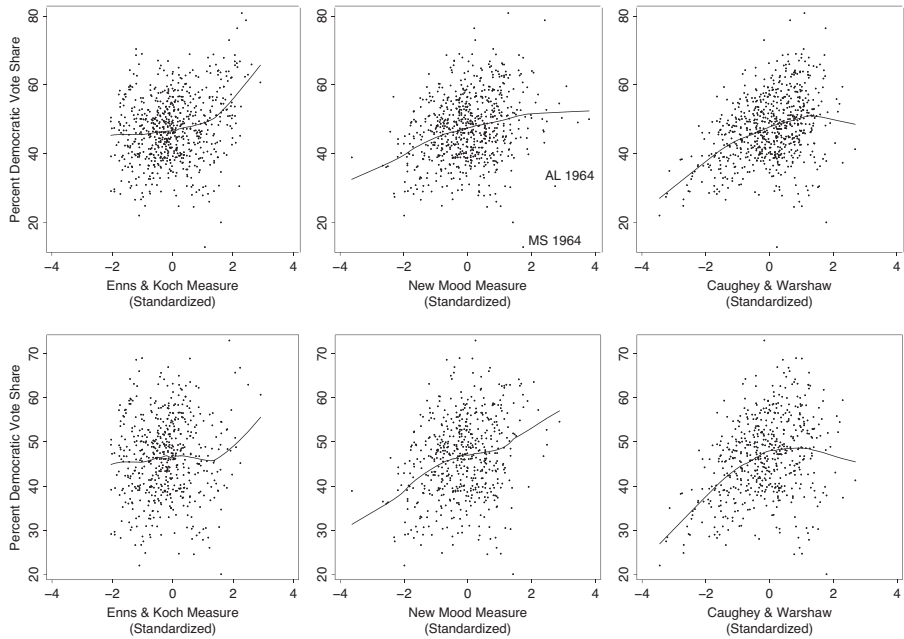 Percent Democratic Vote Share
80
60
40
20
−4 −2 0 2 4
Enns & Koch Measure
(Standardized)
80
60
40
20
AL 1964
MS 1964
−4 −2 0 2 4
New Mood Measure
(Standardized)
80
60
40
20
−4 −2 0 2 4
Caughey & Warshaw
(Standardized)
Percent Democratic Vote Share
70
60
50
40
30
20
−4 −2 0 2 4
Enns & Koch Measure
(Standardized)
70
60
50
40
30
20
−4 −2 0 2 4
New Mood Measure
(Standardized)
70
60
50
40
30
20
−4 −2 0 2 4
Caughey & Warshaw
(Standardized)